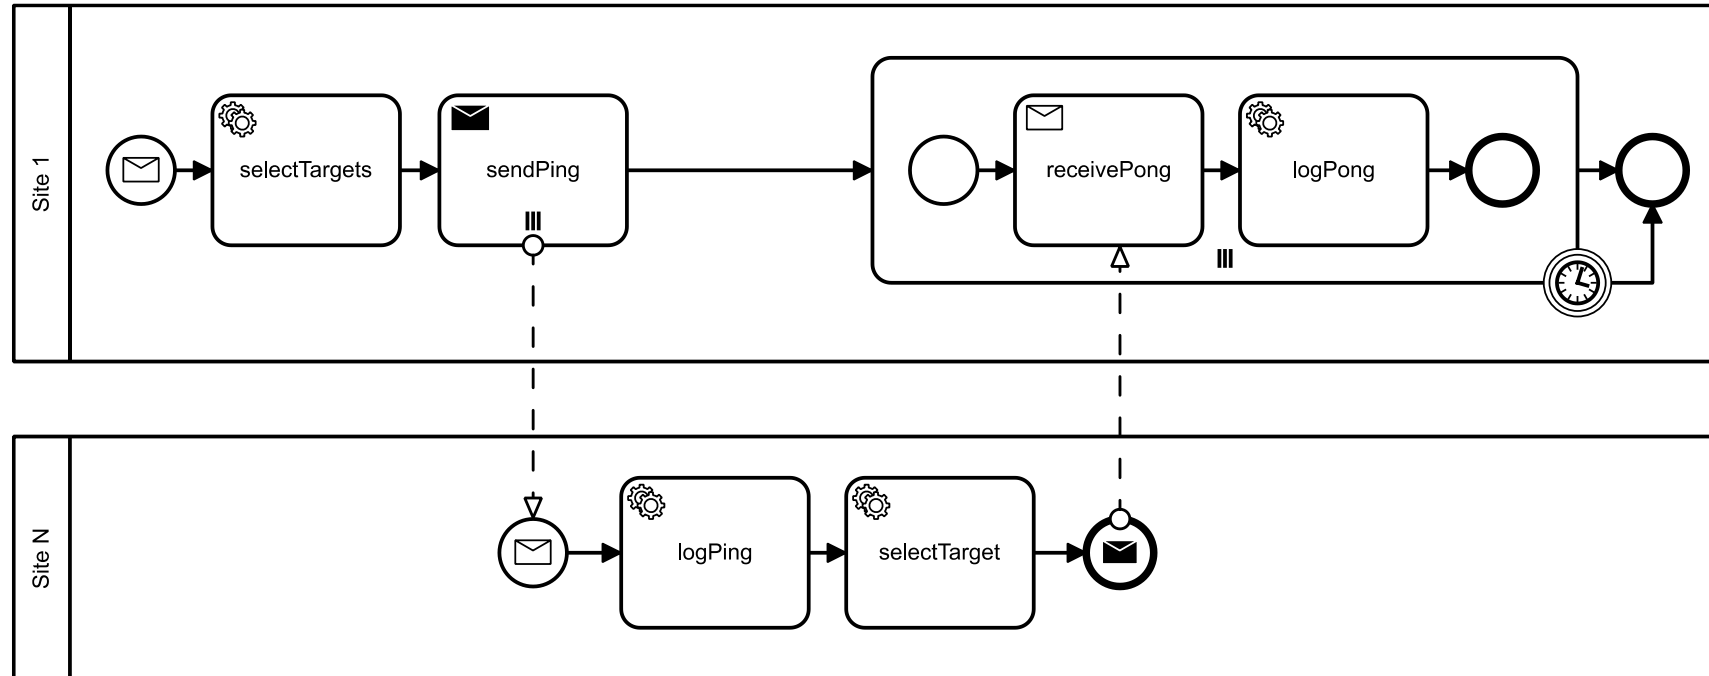 Site 1
selectTargets
sendPing
receivePong
logPong
Site N
logPing
selectTarget